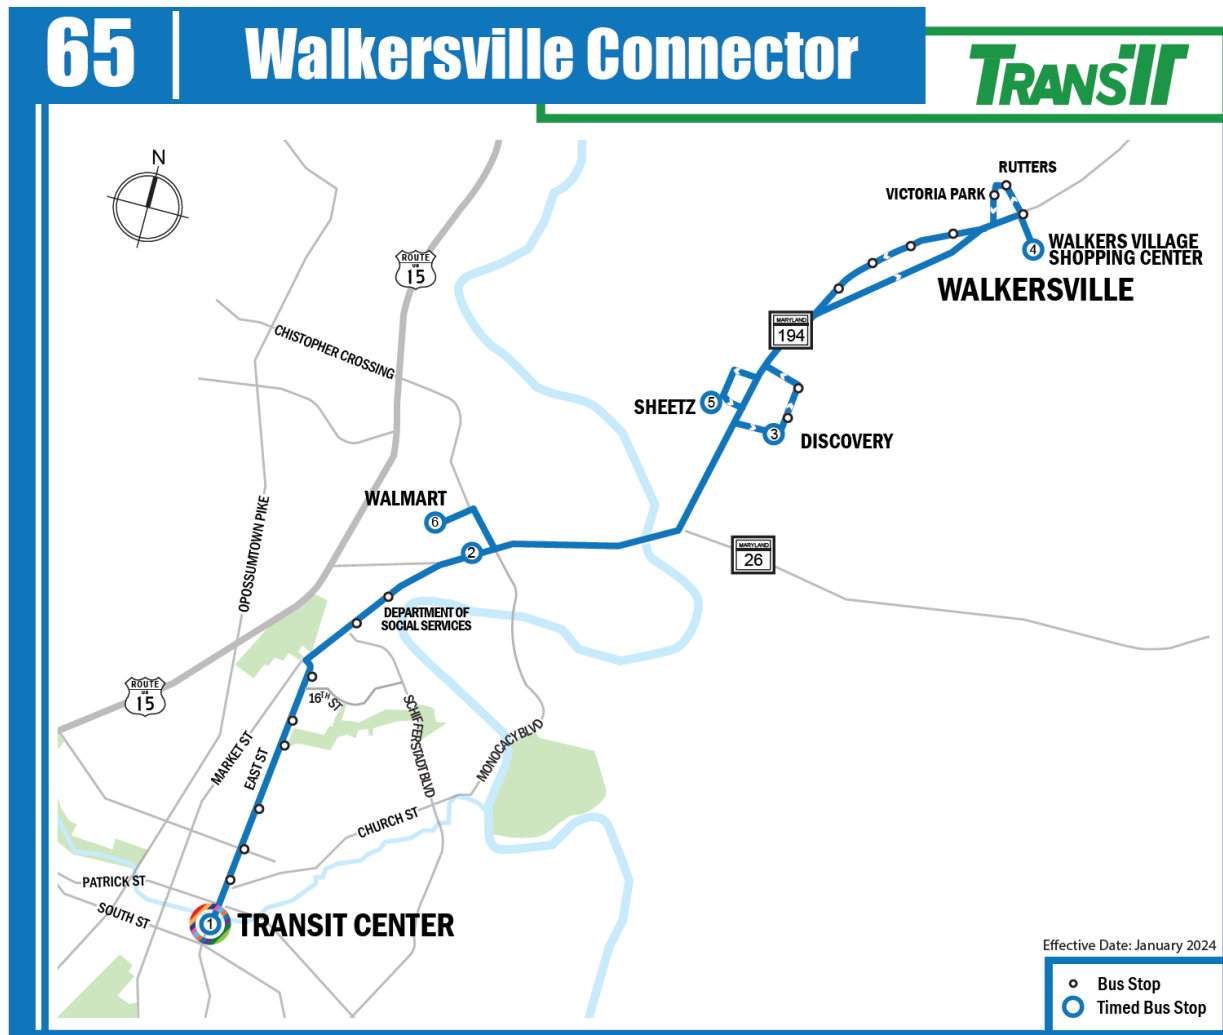 65
Walkersville Connector
TRANSIT
N
RUTTERS
VICTORIA PARK
WALKERS VILLAGE
SHOPPING CENTER
4
WALKERSVILLE
ROUTE
US
15
CHISTOPHER CROSSING
MARYLAND
194
SHEETZ
5
3
DISCOVERY
WALMART
6
2
MARYLAND
26
OPOSSUMTOWN PIKE
DEPARTMENT OF
SOCIAL SERVICES
ROUTE
US
15
16TH ST
SCHIFFERSTADT BLVD
MONOCACY BLVD
MARKET ST
EAST ST
CHURCH ST
PATRICK ST
SOUTH ST
1
TRANSIT CENTER
Effective Date: January 2024
Bus Stop
Timed Bus Stop